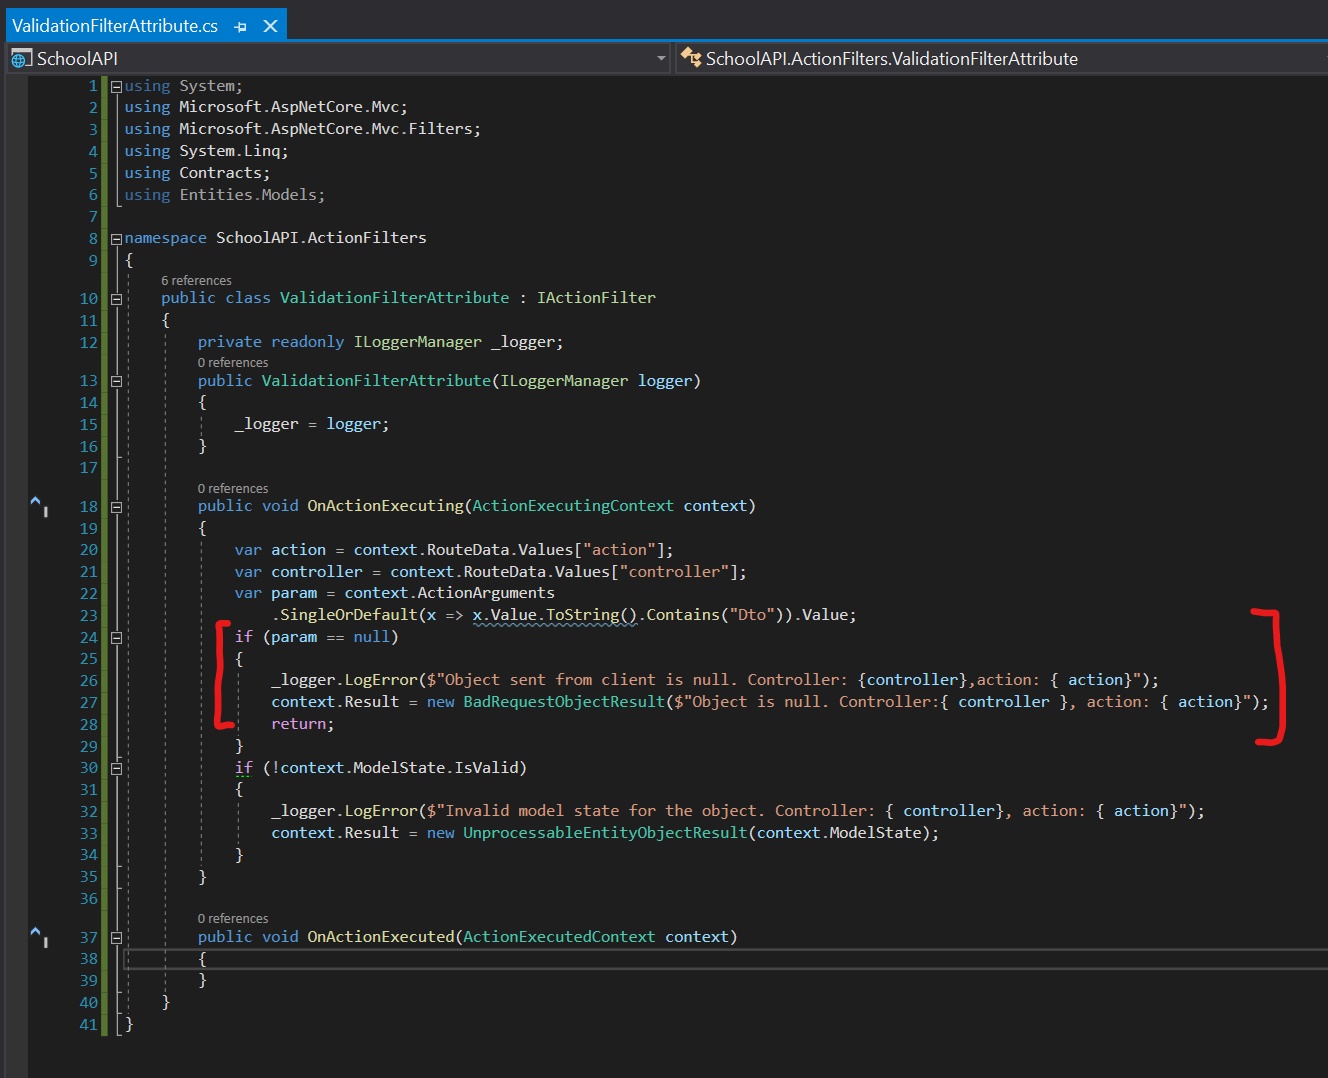 ValidationFilterAttribute.cs
SchoolAPI
SchoolAPI.ActionFilters.ValidationFilterAttribute
1 using System;
2 using Microsoft.AspNetCore.Mvc;
3 using Microsoft.AspNetCore.Mvc.Filters;
4 using System.Linq;
5 using Contracts;
6 using Entities.Models;
7
8 namespace SchoolAPI.ActionFilters
9 {
6 references
10 public class ValidationFilterAttribute : IActionFilter
11 {
12 private readonly ILoggerManager _logger;
0 references
13 public ValidationFilterAttribute(ILoggerManager logger)
14 {
15 _logger = logger;
16 }
17
0 references
18 public void OnActionExecuting(ActionExecutingContext context)
19 {
20 var action = context.RouteData.Values["action"];
21 var controller = context.RouteData.Values["controller"];
22 var param = context.ActionArguments
23 .SingleOrDefault(x => x.Value.ToString().Contains("Dto")).Value;
24 if (param == null)
25 {
26 _logger.LogError($"Object sent from client is null. Controller: {controller},action: { action}");
27 context.Result = new BadRequestObjectResult($"Object is null. Controller:{ controller }, action: { action}");
28 return;
29 }
30 if (!context.ModelState.IsValid)
31 {
32 _logger.LogError($"Invalid model state for the object. Controller: { controller}, action: { action}");
33 context.Result = new UnprocessableEntityObjectResult(context.ModelState);
34 }
35 }
36
0 references
37 public void OnActionExecuted(ActionExecutedContext context)
38 {
39 }
40 }
41 }